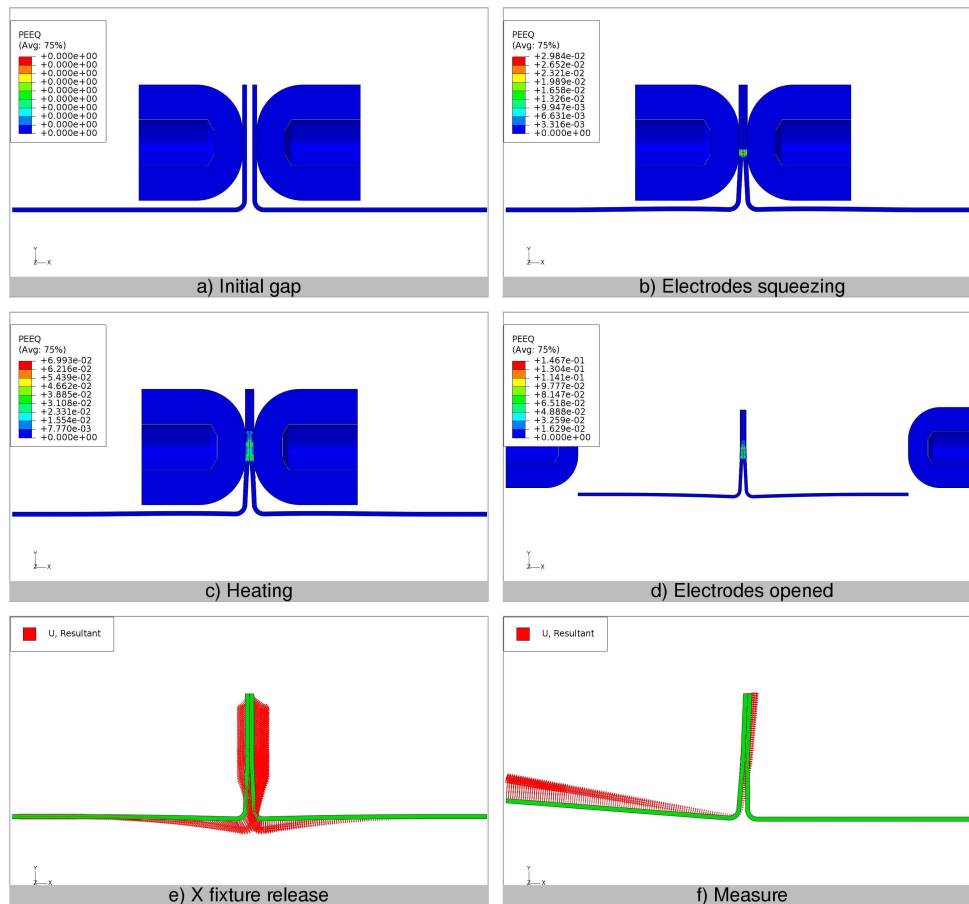 PEEQ
(Avg: 75%)
+0.000e+00
+0.000e+00
+0.000e+00
+0.000e+00
+0.000e+00
+0.000e+00
+0.000e+00
+0.000e+00
+0.000e+00
+0.000e+00
Y
Z X
a) Initial gap
PEEQ
(Avg: 75%)
+2.984e-02
+2.652e-02
+2.321e-02
+1.989e-02
+1.658e-02
+1.326e-02
+9.947e-03
+6.631e-03
+3.316e-03
+0.000e+00
Y
Z X
b) Electrodes squeezing
PEEQ
(Avg: 75%)
+6.993e-02
+6.216e-02
+5.439e-02
+4.662e-02
+3.885e-02
+3.108e-02
+2.331e-02
+1.554e-02
+7.770e-03
+0.000e+00
Y
Z X
c) Heating
PEEQ
(Avg: 75%)
+1.467e-01
+1.304e-01
+1.141e-01
+9.777e-02
+8.147e-02
+6.518e-02
+4.888e-02
+3.259e-02
+1.629e-02
+0.000e+00
Y
Z X
d) Electrodes opened
U, Resultant
Y
Z X
e) X fixture release
U, Resultant
Y
Z X
f) Measure